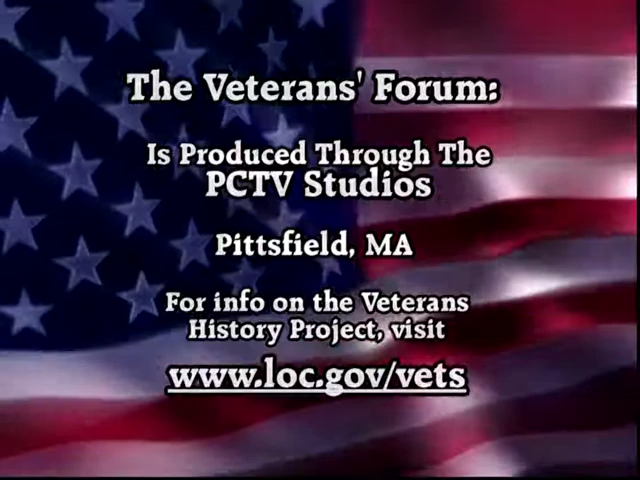 The Veterans' Forum:
Is Produced Through The
PCTV Studios
Pittsfield, MA
For info on the Veterans
History Project, visit
www.loc.gov/vets